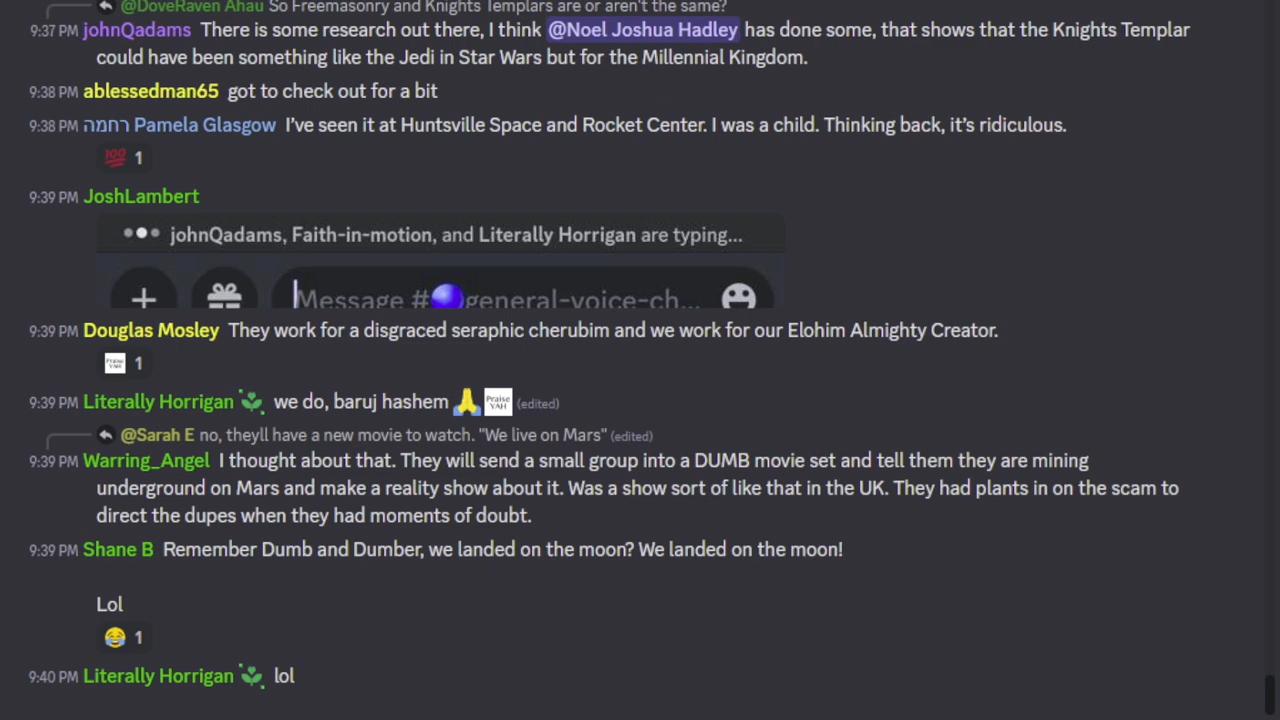 @DoveRaven Ahau So Freemasonry and Knights Templars are or aren't the same?
9:37 PM johnQadams There is some research out there, I think @Noel Joshua Hadley has done some, that shows that the Knights Templar
could have been something like the Jedi in Star Wars but for the Millennial Kingdom.
9:38 PM ablessedman65 got to check out for a bit
9:38 PM רחמה Pamela Glasgow I've seen it at Huntsville Space and Rocket Center. I was a child. Thinking back, it's ridiculous.
💯 1
9:39 PM JoshLambert
johnQadams, Faith-in-motion, and Literally Horrigan are typing...
Message #🔵general-voice-ch...
9:39 PM Douglas Mosley They work for a disgraced seraphic cherubim and we work for our Elohim Almighty Creator.
Praise YAH 1
9:39 PM Literally Horrigan we do, baruj hashem 🙏 Praise YAH (edited)
@Sarah E no, theyll have a new movie to watch. "We live on Mars" (edited)
9:39 PM Warring_Angel I thought about that. They will send a small group into a DUMB movie set and tell them they are mining
underground on Mars and make a reality show about it. Was a show sort of like that in the UK. They had plants in on the scam to
direct the dupes when they had moments of doubt.
9:39 PM Shane B Remember Dumb and Dumber, we landed on the moon? We landed on the moon!
Lol
😂 1
9:40 PM Literally Horrigan lol